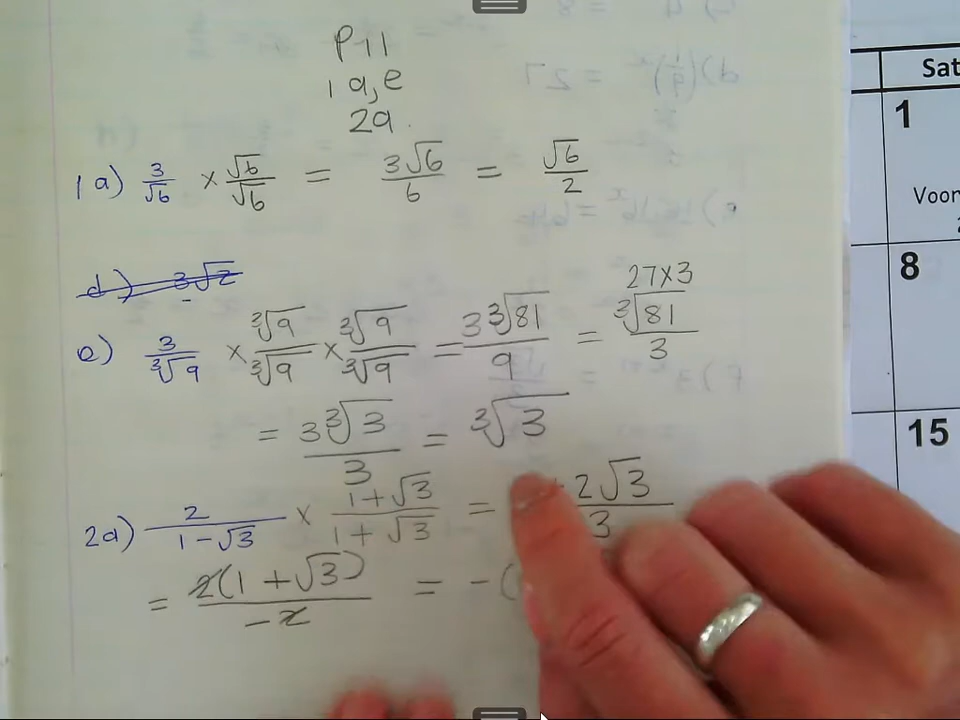 P 11
1 a, e
2a.
1a) 3/√6 × √6/√6 = 3√6/6 = √6/2
d) 3√2
e) 3/∛9 × ∛9/∛9 × ∛9/∛9 = 3∛81/9 = ∛81/3
27×3
= 3∛3/3 = ∛3
2a) 2/(1-√3) × (1+√3)/(1+√3) = + 2√3 / 3
= 2(1+√3)/-2 = -(
Sat
1
Voor
8
15